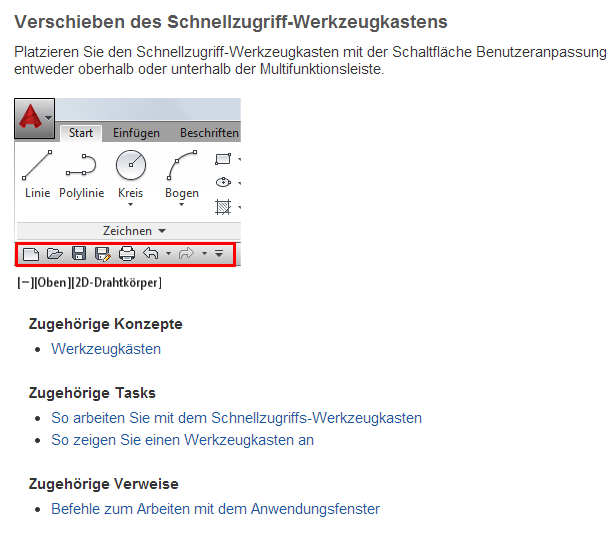 Verschieben des Schnellzugriff-Werkzeugkastens
Platzieren Sie den Schnellzugriff-Werkzeugkasten mit der Schaltfläche Benutzeranpassung
entweder oberhalb oder unterhalb der Multifunktionsleiste.
Start Einfügen Beschriften
Linie Polylinie Kreis Bogen
Zeichnen
[−][Oben][2D-Drahtkörper]
Zugehörige Konzepte
• Werkzeugkästen
Zugehörige Tasks
• So arbeiten Sie mit dem Schnellzugriffs-Werkzeugkasten
• So zeigen Sie einen Werkzeugkasten an
Zugehörige Verweise
• Befehle zum Arbeiten mit dem Anwendungsfenster